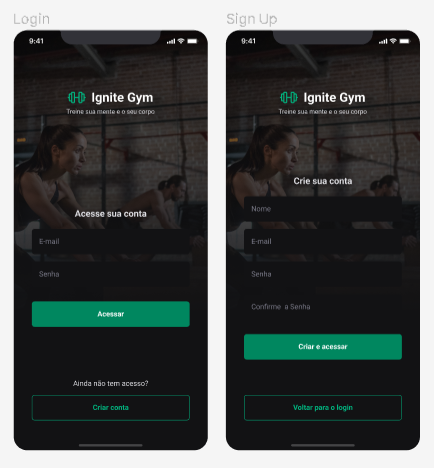 Login
9:41
Ignite Gym
Treine sua mente e o seu corpo
Acesse sua conta
E-mail
Senha
Acessar
Ainda não tem acesso?
Criar conta
Sign Up
9:41
Ignite Gym
Treine sua mente e o seu corpo
Crie sua conta
Nome
E-mail
Senha
Confirme a Senha
Criar e acessar
Voltar para o login